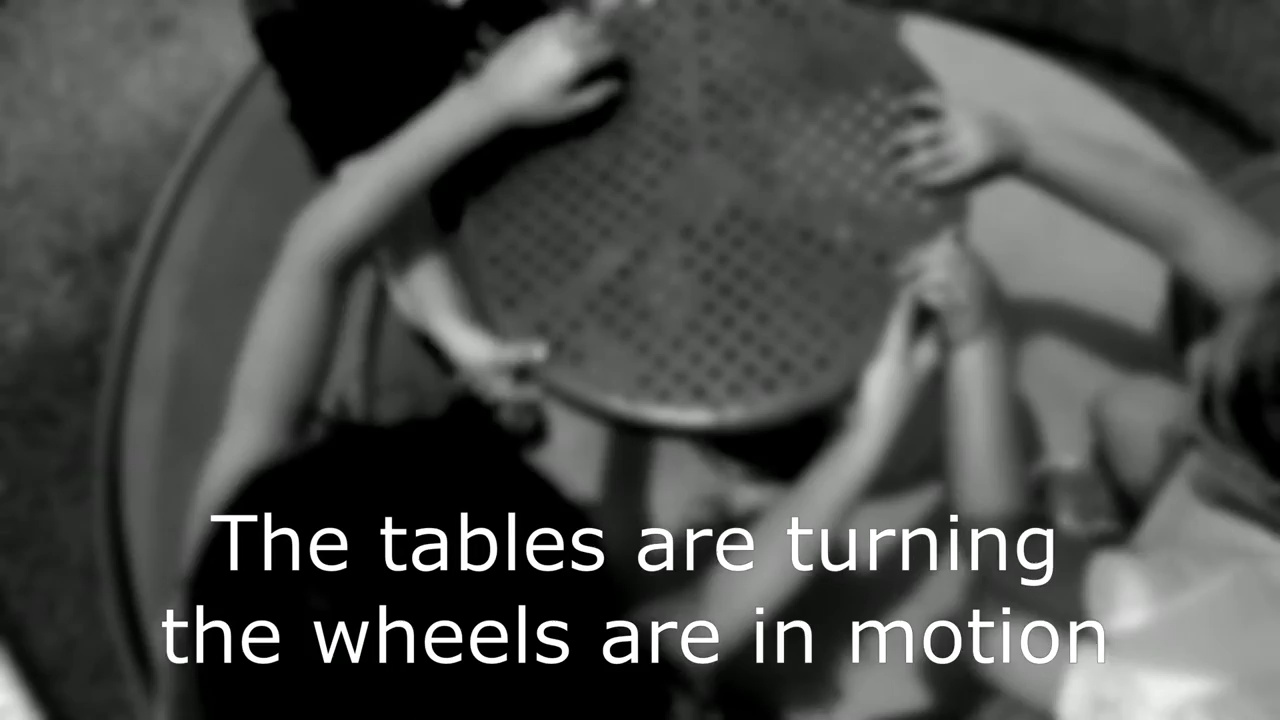 The tables are turning
the wheels are in motion